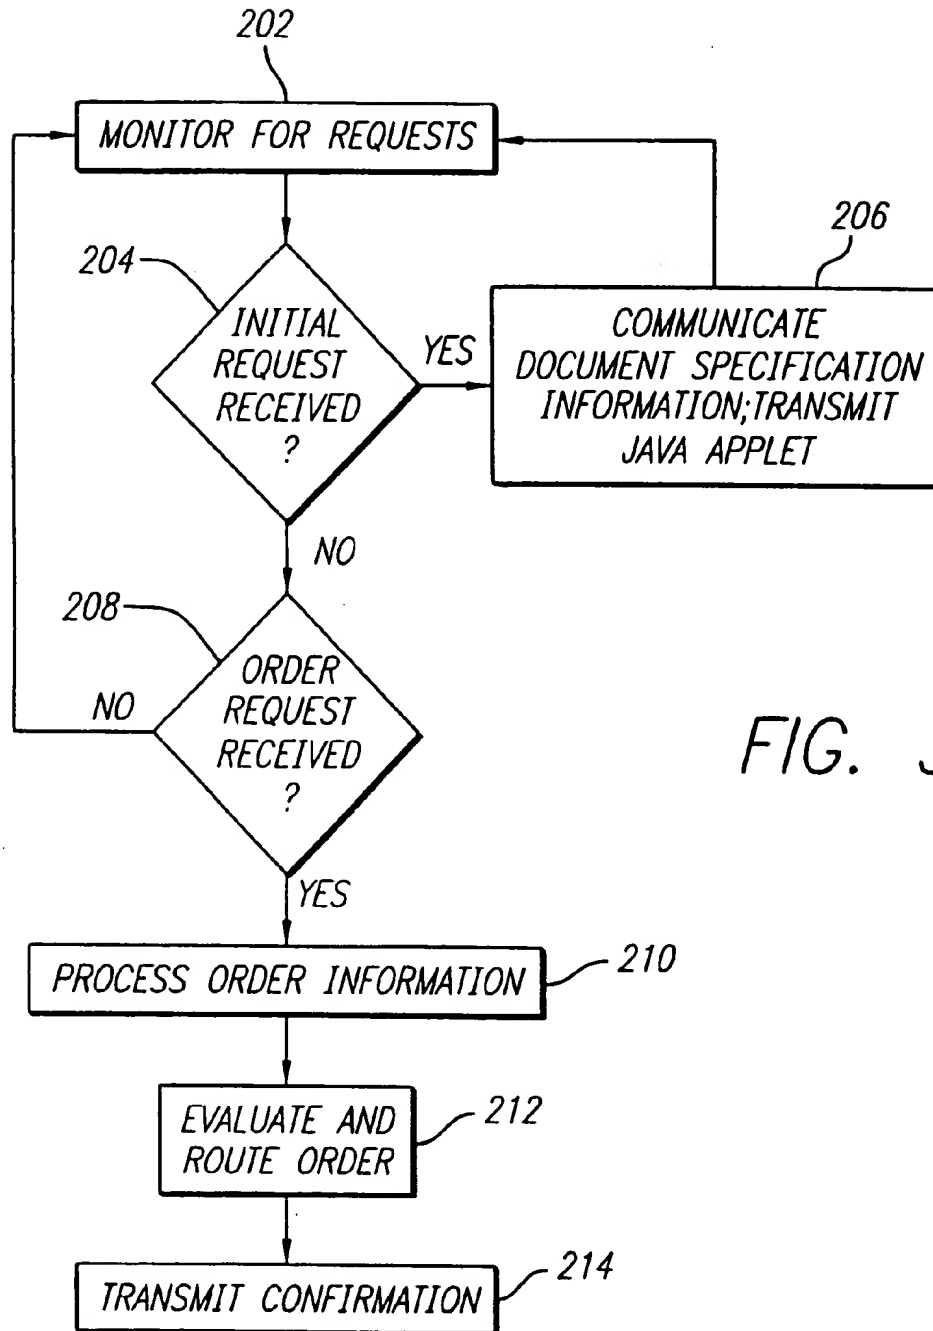 202
MONITOR FOR REQUESTS
204
INITIAL
REQUEST
RECEIVED
?
YES
206
COMMUNICATE
DOCUMENT SPECIFICATION
INFORMATION;TRANSMIT
JAVA APPLET
NO
208
ORDER
REQUEST
RECEIVED
?
NO
FIG.
YES
PROCESS ORDER INFORMATION
210
EVALUATE AND
ROUTE ORDER
212
TRANSMIT CONFIRMATION
214